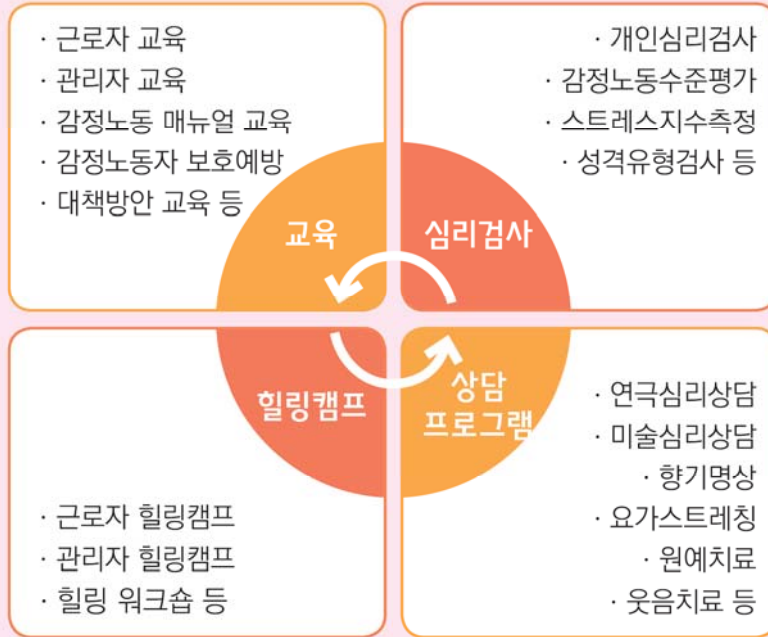 · 근로자 교육
· 관리자 교육
· 감정노동 매뉴얼 교육
· 감정노동자 보호예방
· 대책방안 교육 등
교육
· 개인심리검사
· 감정노동수준평가
· 스트레스지수측정
· 성격유형검사 등
심리검사
힐링캠프
· 근로자 힐링캠프
· 관리자 힐링캠프
· 힐링 워크숍 등
상담
프로그램
· 연극심리상담
· 미술심리상담
· 향기명상
· 요가스트레칭
· 원예치료
· 웃음치료 등